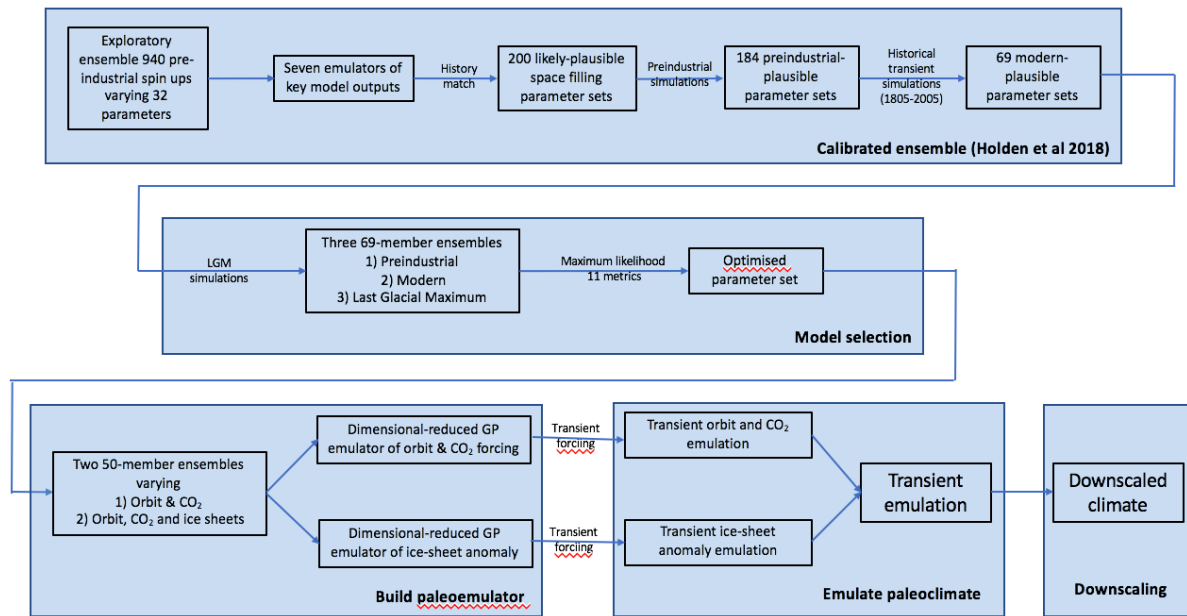 Exploratory
ensemble 940 pre-
industrial spin ups
varying 32
parameters
Seven emulators of
key model outputs
History
match
200 likely-plausible
space filling
parameter sets
Preindustrial
simulations
184 preindustrial-
plausible
parameter sets
Historical
transient
simulations
(1805-2005)
69 modern-
plausible
parameter sets
Calibrated ensemble (Holden et al 2018)
LGM
simulations
Three 69-member ensembles
1) Preindustrial
2) Modern
3) Last Glacial Maximum
Maximum likelihood
11 metrics
Optimised
parameter set
Model selection
Two 50-member ensembles
varying
1) Orbit & CO₂
2) Orbit, CO₂ and ice sheets
Dimensional-reduced GP
emulator of orbit & CO₂ forcing
Dimensional-reduced GP
emulator of ice-sheet anomaly
Build paleoemulator
Transient
forciing
Transient
forciing
Transient orbit and CO₂
emulation
Transient ice-sheet
anomaly emulation
Transient
emulation
Emulate paleoclimate
Downscaled
climate
Downscaling